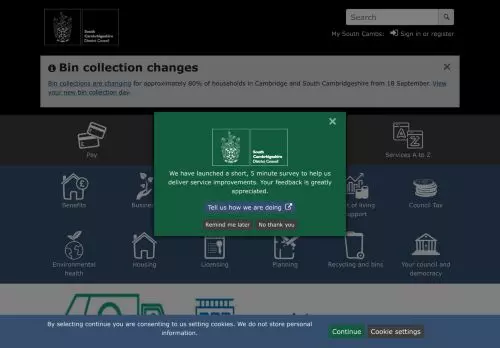 South
Cambridgeshire
District Council
Search
My South Cambs: Sign in or register
Bin collection changes
Bin collections are changing for approximately 80% of households in Cambridge and South Cambridgeshire from 18 September. View
your new bin collection day.
Pay
Services A to Z
South
Cambridgeshire
District Council
We have launched a short, 5 minute survey to help us
deliver service improvements. Your feedback is greatly
appreciated.
Tell us how we are doing
Remind me later
No thank you
Benefits
of living
Council Tax
support
Environmental
health
Housing
Licensing
Planning
Recycling and bins
Your council and
democracy
By selecting continue you are consenting to us setting cookies. We do not store personal
information.
Continue
Cookie settings